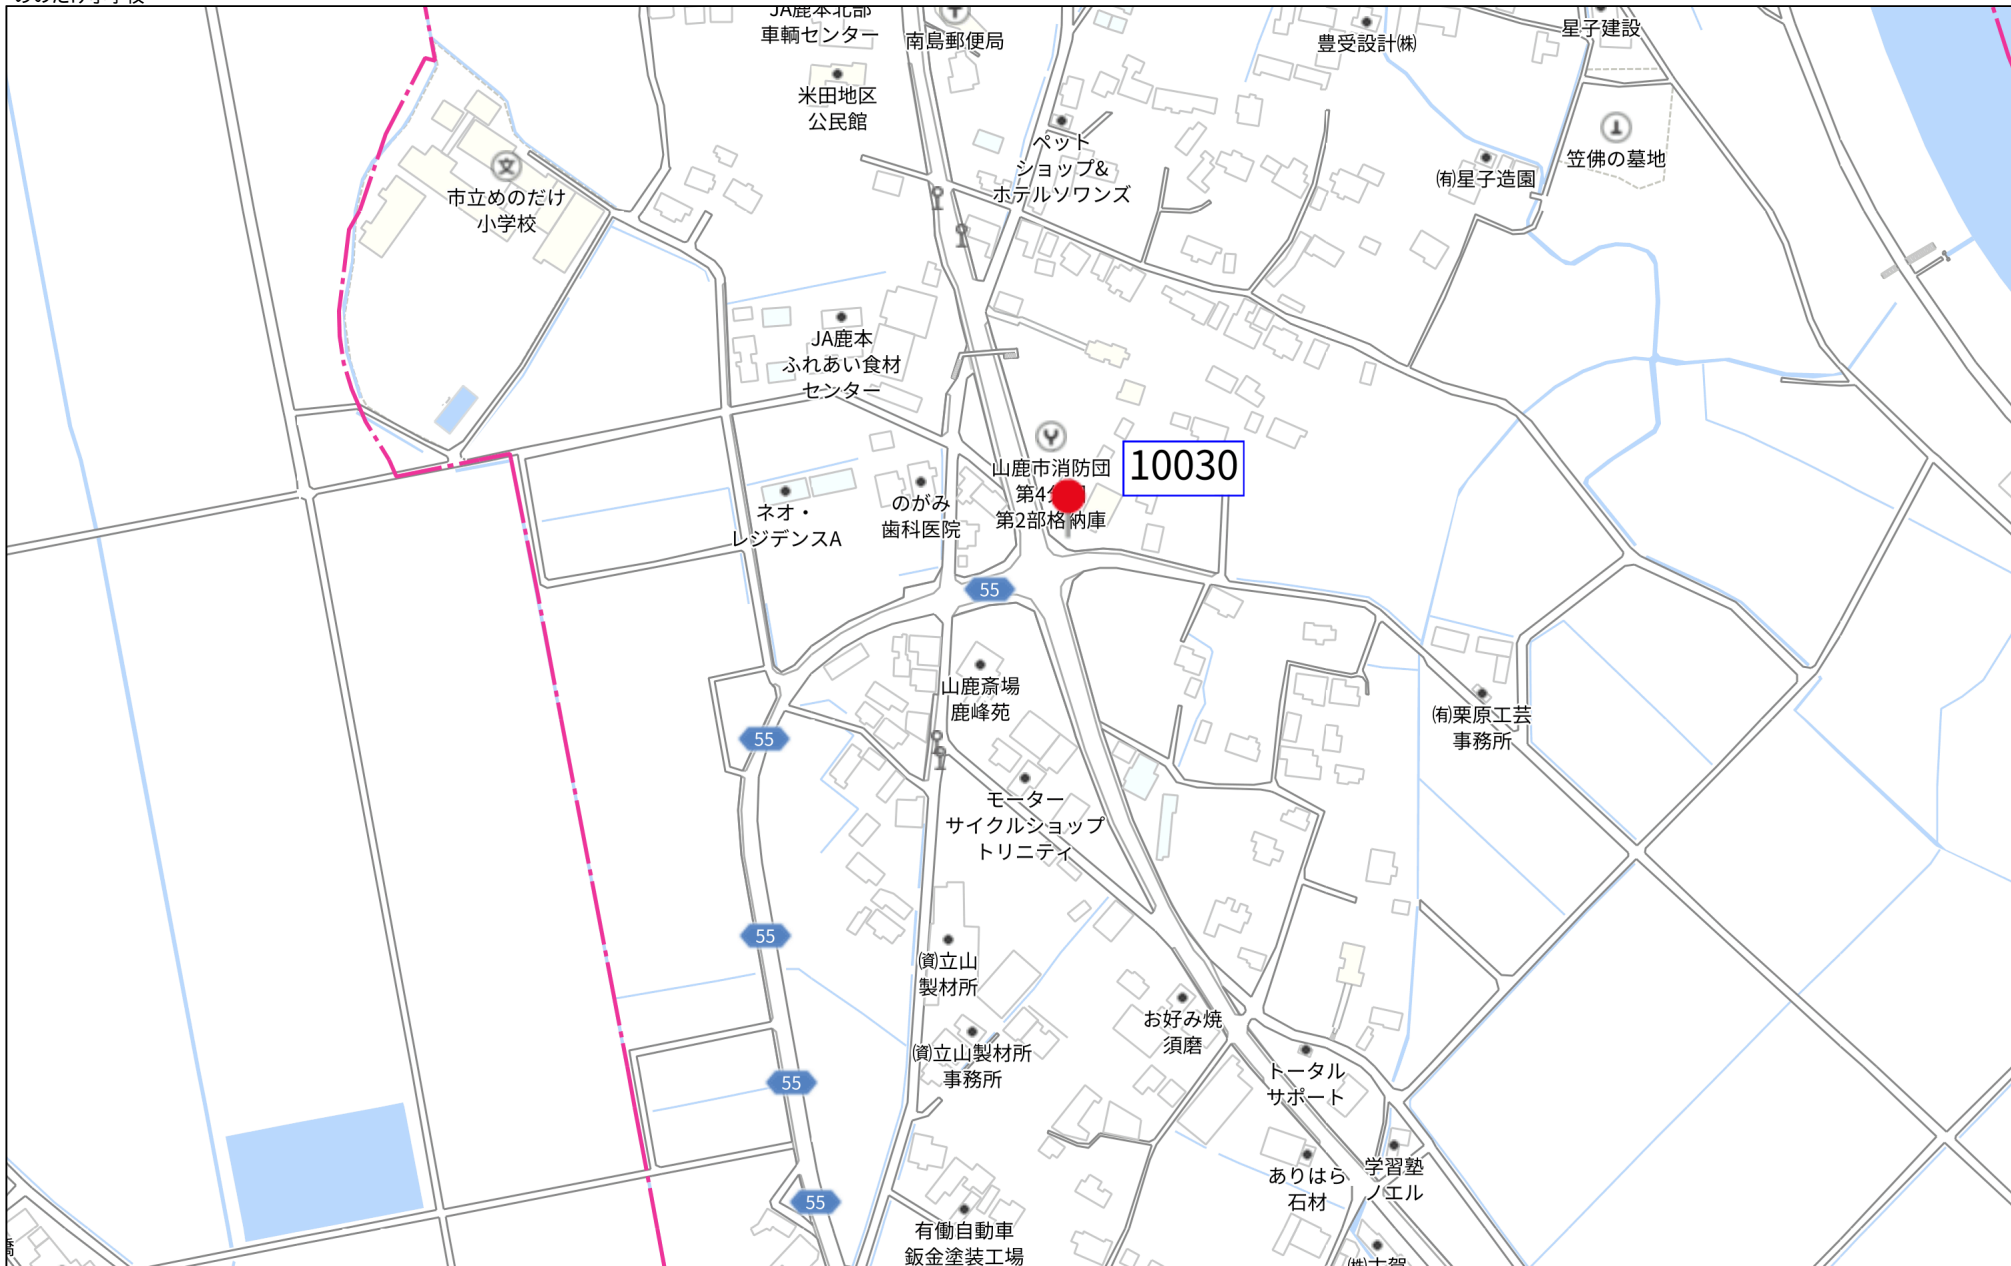 JA鹿本北部
車輌センター
南島郵便局
豊受設計㈱
星子建設
米田地区
公民館
ペット
ショップ&
ホテルソワンズ
㈲星子造園
笠佛の墓地
市立めのだけ
小学校
JA鹿本
ふれあい食材
センター
山鹿市消防団
第4分団
第2部格納庫
10030
のがみ
歯科医院
ネオ・
レジデンスA
55
山鹿斎場
鹿峰苑
㈲栗原工芸
事務所
55
モーター
サイクルショップ
トリニティ
55
㈾立山
製材所
お好み焼
須磨
㈾立山製材所
事務所
トータル
サポート
55
ありはら
石材
学習塾
ノエル
55
有働自動車
鈑金塗装工場